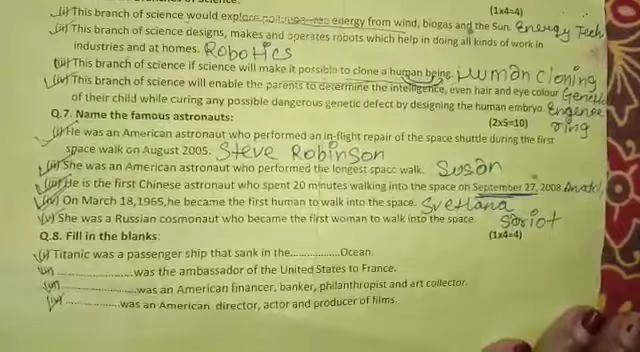 (1x4=4)
(i) This branch of science would explore pollution-free energy from wind, biogas and the Sun. Energy Tech
(ii) This branch of science designs, makes and operates robots which help in doing all kinds of work in
industries and at homes. Robotics
(iii) This branch of science if science will make it possible to clone a human being. Human Cloning
(iv) This branch of science will enable the parents to determine the intelligence, even hair and eye colour Genetic
of their child while curing any possible dangerous genetic defect by designing the human embryo. Engenee
ring
Q.7. Name the famous astronauts: (2x5=10)
(i) He was an American astronaut who performed an in-flight repair of the space shuttle during the first
space walk on August 2005. Steve Robinson
(ii) She was an American astronaut who performed the longest space walk. Suson
(iii) He is the first Chinese astronaut who spent 20 minutes walking into the space on September 27, 2008
(iv) On March 18,1965,he became the first human to walk into the space. Svetlana
(v) She was a Russian cosmonaut who became the first woman to walk into the space. Sariot
Q.8. Fill in the blanks: (1x4=4)
(i) Titanic was a passenger ship that sank in the..................Ocean.
(ii) ........................was the ambassador of the United States to France.
(iii) ........................was an American financer, banker, philanthropist and art collector.
(iv) ..................was an American director, actor and producer of films.